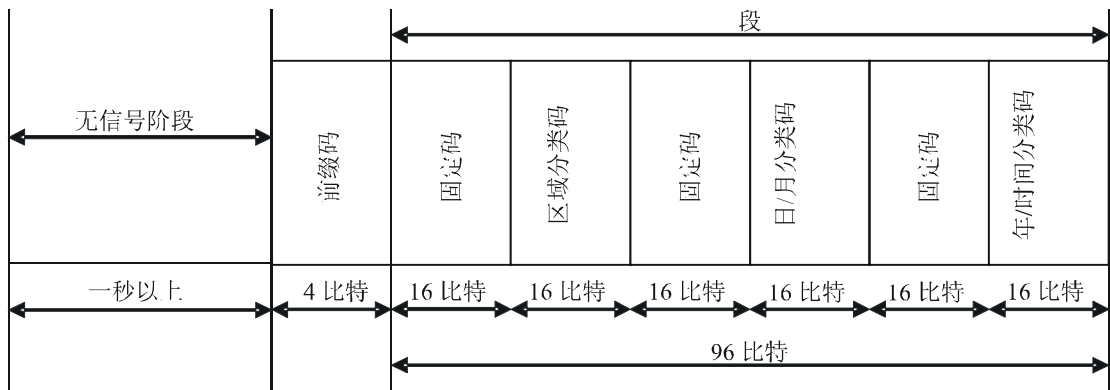 段
无信号阶段
前缀码
固定码
区域分类码
固定码
日/月分类码
固定码
年/时间分类码
一秒以上
4 比特
16 比特
16 比特
16 比特
16 比特
16 比特
16 比特
96 比特